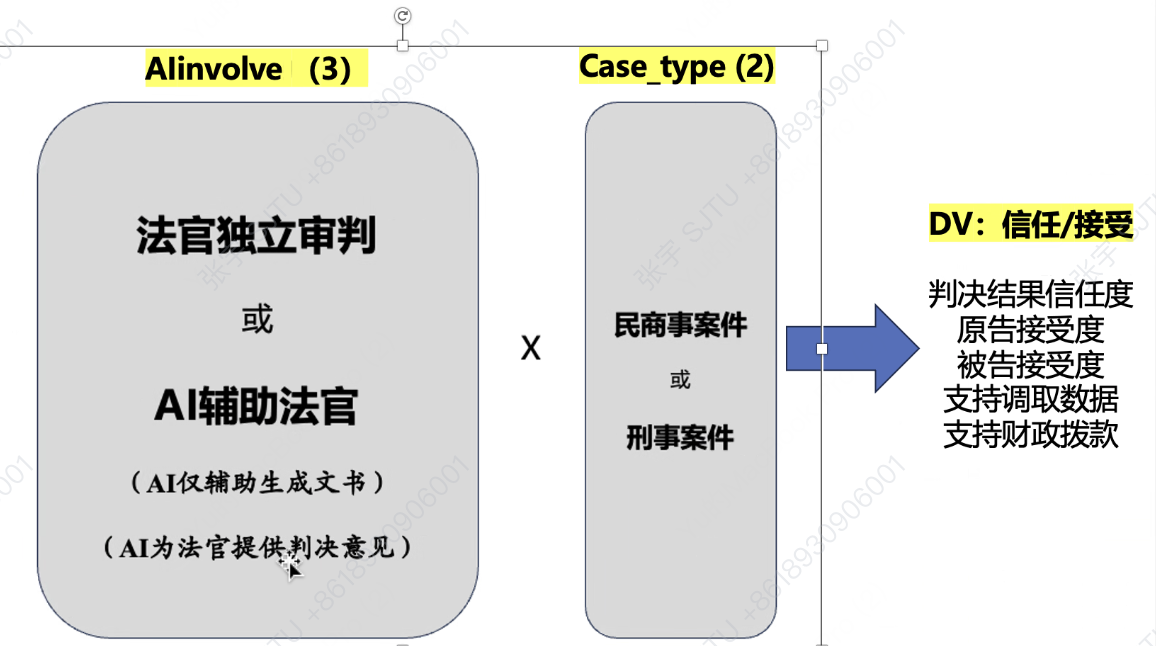 AIinvolve (3)
Case_type (2)
法官独立审判
或
AI辅助法官
（AI仅辅助生成文书）
（AI为法官提供判决意见）
X
民商事案件
或
刑事案件
DV：信任/接受
判决结果信任度
原告接受度
被告接受度
支持调取数据
支持财政拨款
张宇 SJTU +8618930906001
张宇 SJTU +8618930906001